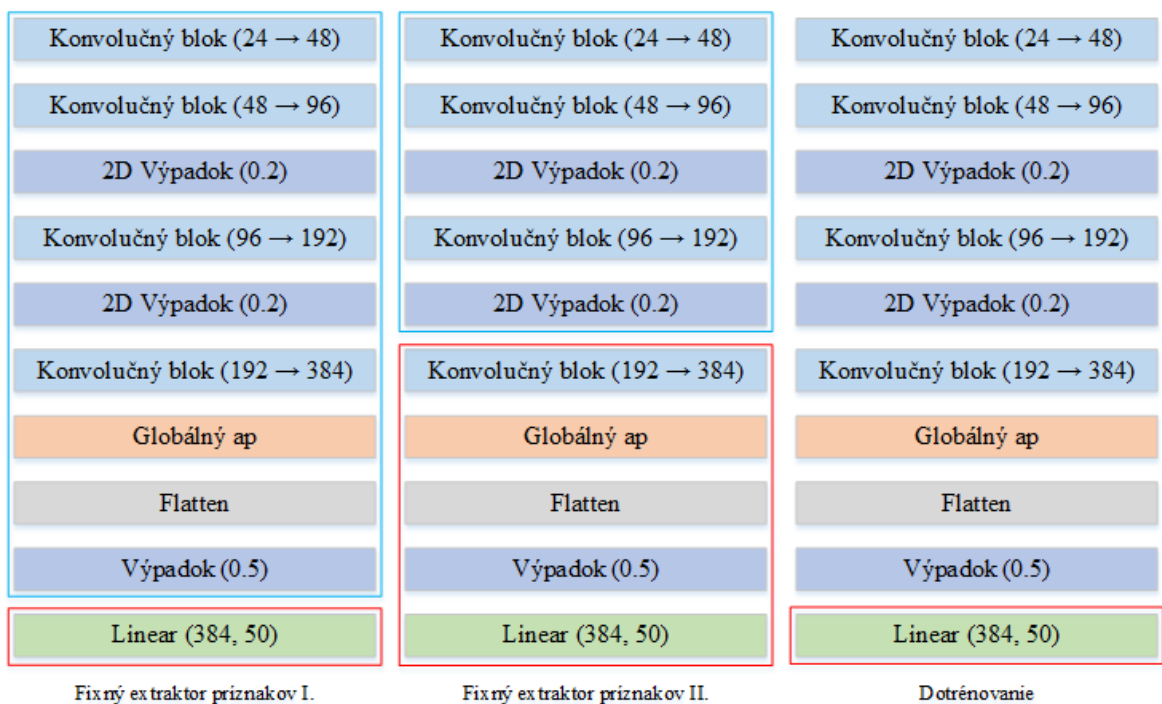 Konvolučný blok (24 → 48)
Konvolučný blok (48 → 96)
2D Výpadok (0.2)
Konvolučný blok (96 → 192)
2D Výpadok (0.2)
Konvolučný blok (192 → 384)
Globálný ap
Flatten
Výpadok (0.5)
Linear (384, 50)
Fixný extraktor príznakov I.
Konvolučný blok (24 → 48)
Konvolučný blok (48 → 96)
2D Výpadok (0.2)
Konvolučný blok (96 → 192)
2D Výpadok (0.2)
Konvolučný blok (192 → 384)
Globálný ap
Flatten
Výpadok (0.5)
Linear (384, 50)
Fixný extraktor príznakov II.
Konvolučný blok (24 → 48)
Konvolučný blok (48 → 96)
2D Výpadok (0.2)
Konvolučný blok (96 → 192)
2D Výpadok (0.2)
Konvolučný blok (192 → 384)
Globálný ap
Flatten
Výpadok (0.5)
Linear (384, 50)
Dotrénovanie